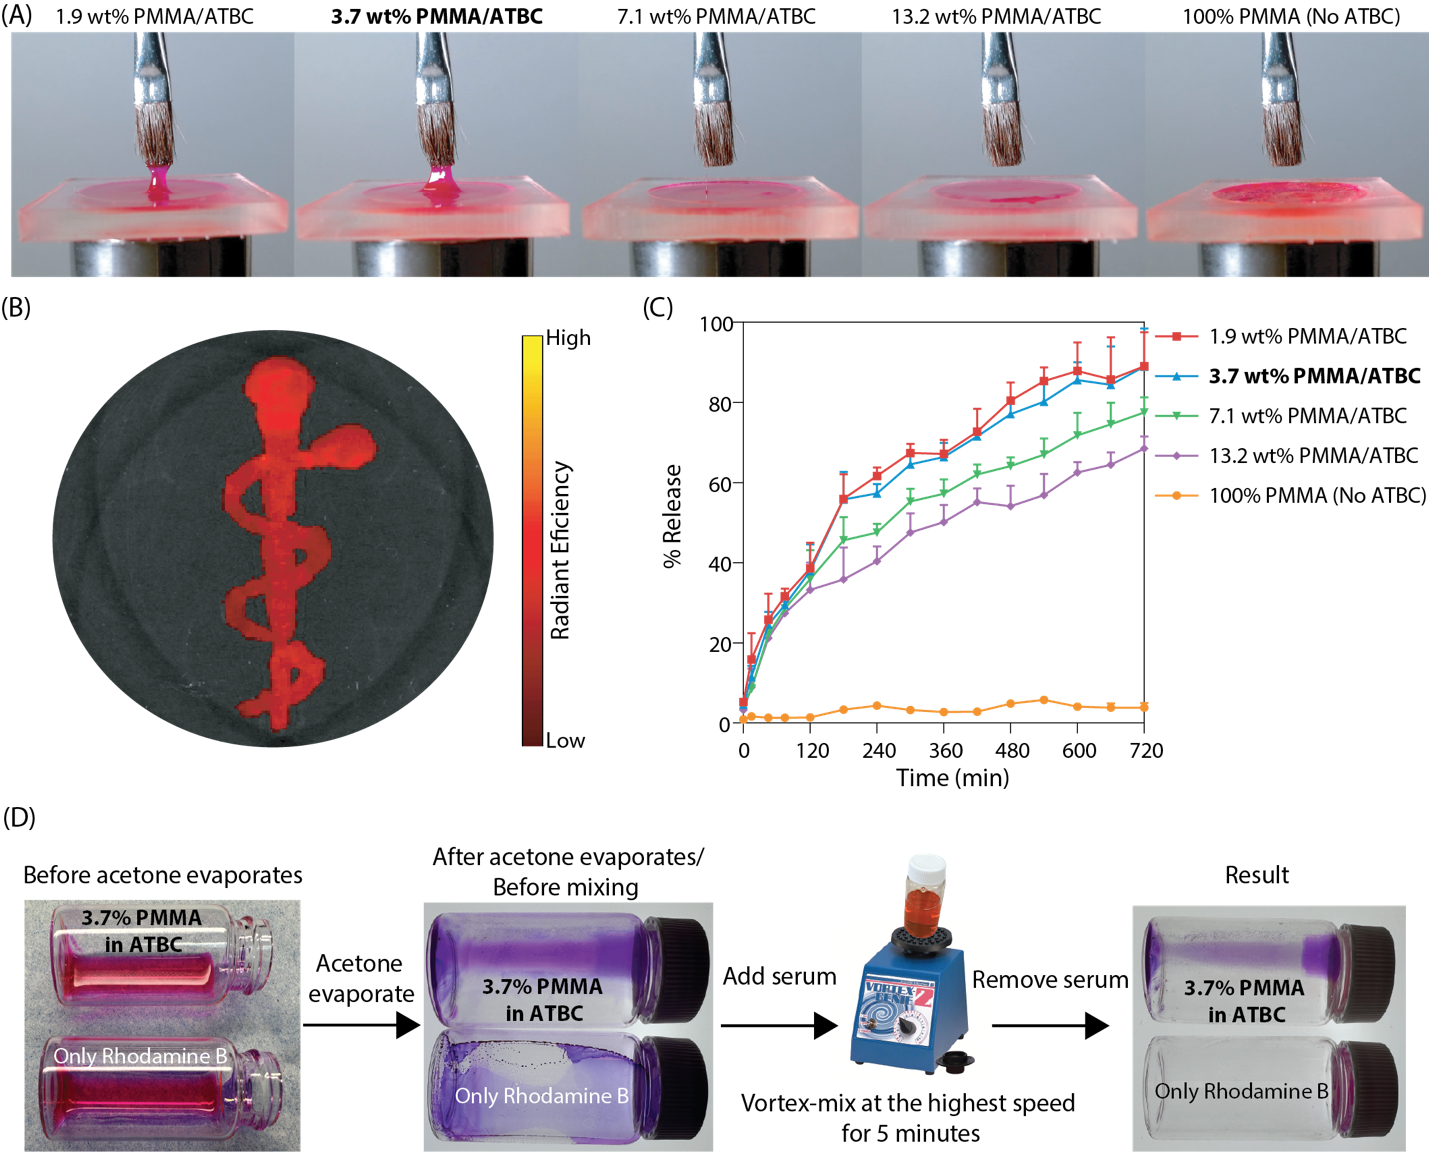 (A)
1.9 wt% PMMA/ATBC
3.7 wt% PMMA/ATBC
7.1 wt% PMMA/ATBC
13.2 wt% PMMA/ATBC
100% PMMA (No ATBC)
(B)
High
Radiant Eficiency
Low
(C)
% Release
100
80
60
40
20
0
0
120
240
360
480
600
720
Time (min)
1.9 wt% PMMA/ATBC
3.7 wt% PMMA/ATBC
7.1 wt% PMMA/ATBC
13.2 wt% PMMA/ATBC
100% PMMA (No ATBC)
(D)
Before acetone evaporates
3.7% PMMA
in ATBC
Only Rhodamine B
Acetone
evaporate
After acetone evaporates/
Before mixing
3.7% PMMA
in ATBC
Only Rhodamine B
Add serum
VORTEX-
GENIE 2
Vortex-mix at the highest speed
for 5 minutes
Remove serum
Result
3.7% PMMA
in ATBC
Only Rhodamine B